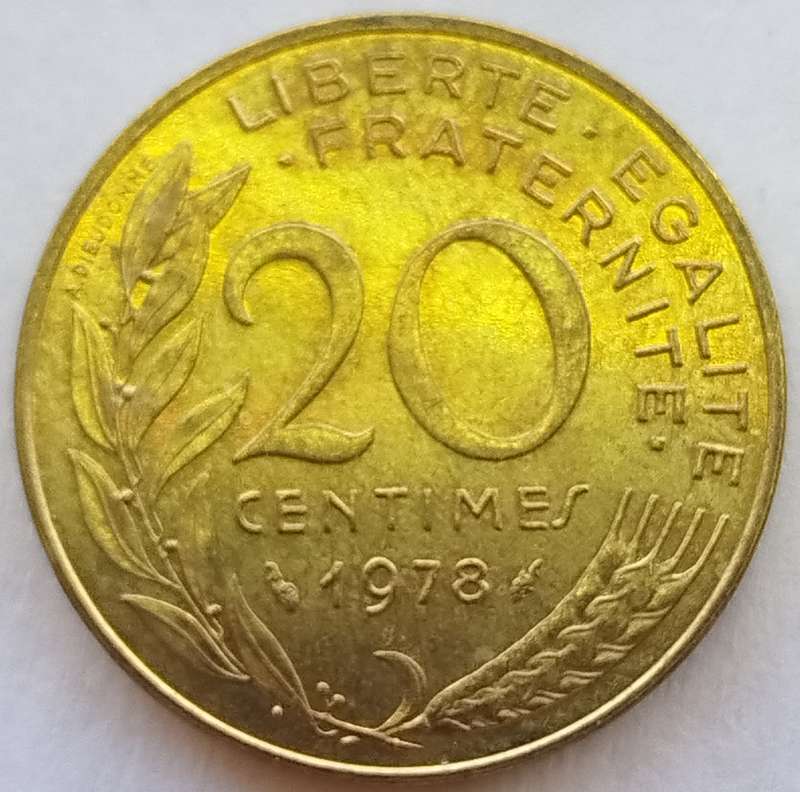 LIBERTE · EGALITE
· FRATERNITE ·
A.DIEUDONNE
20
CENTIMES
1978